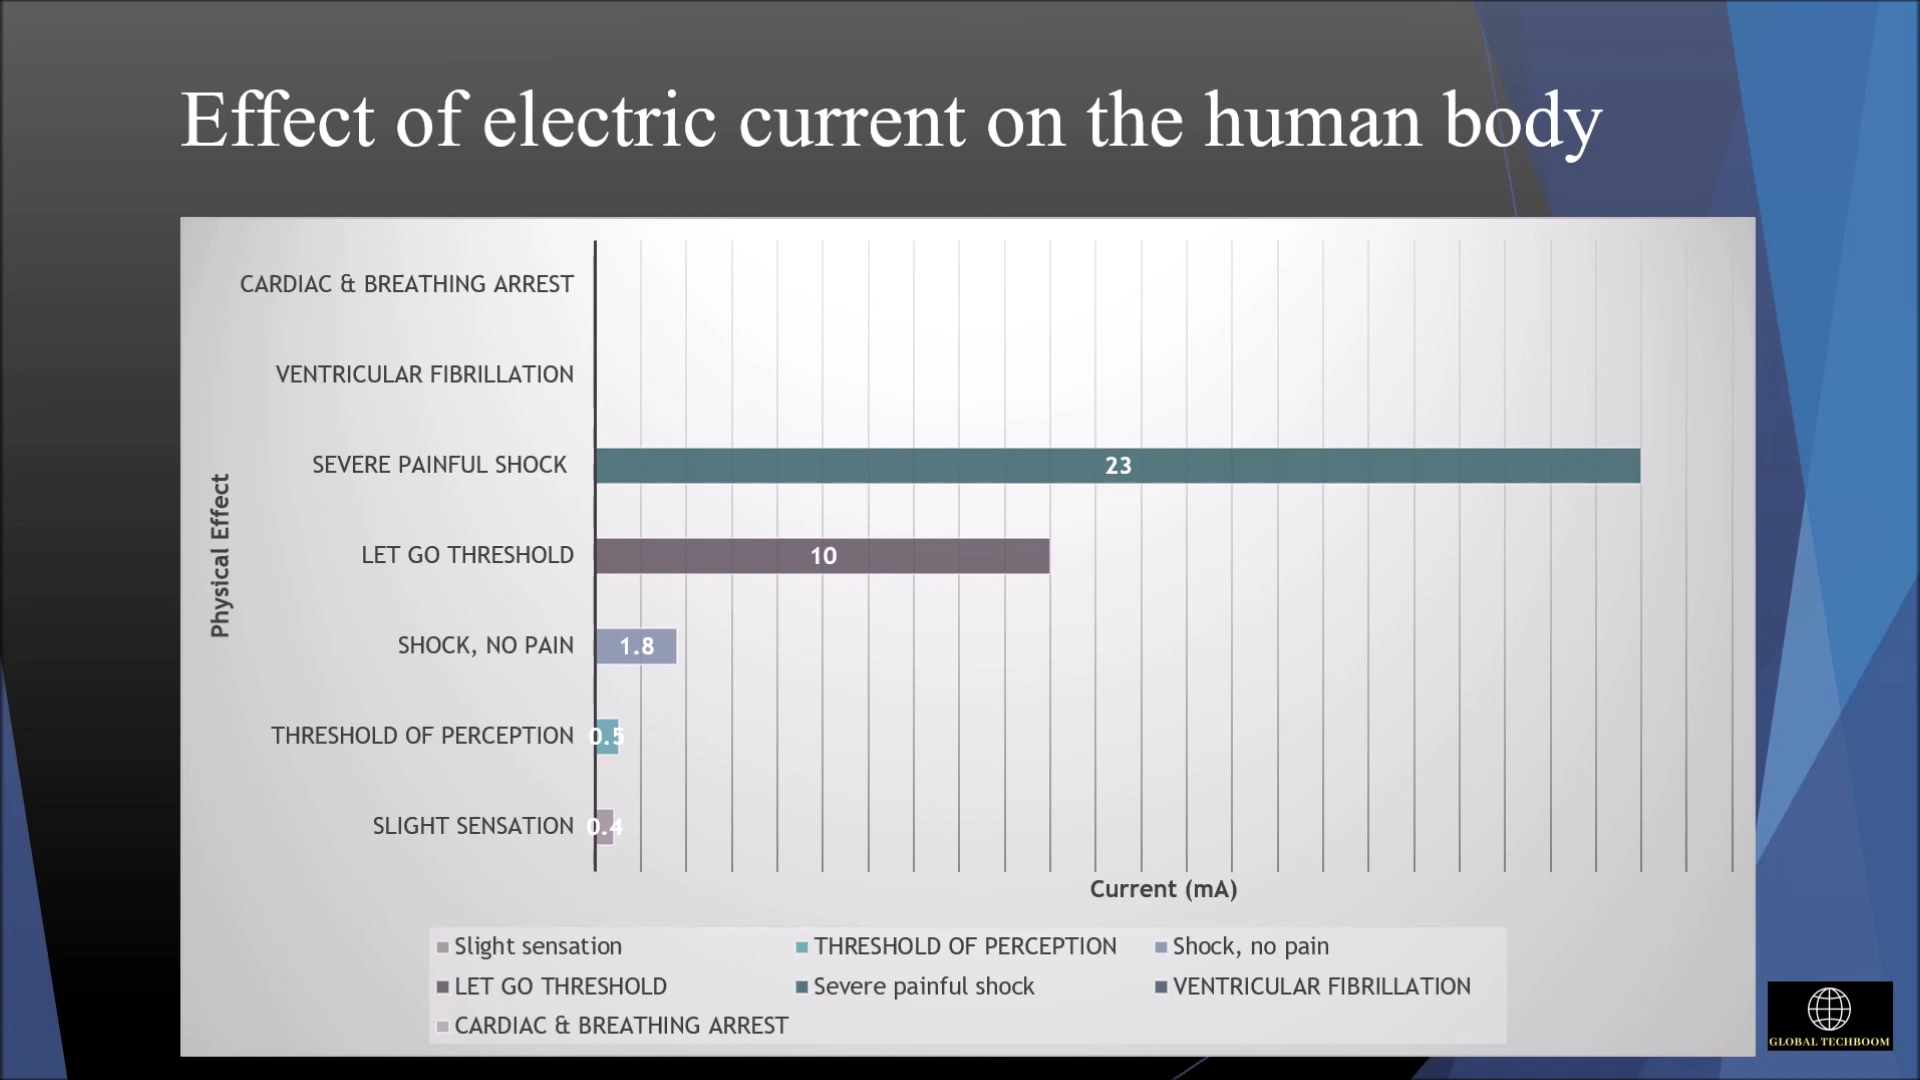 Effect of electric current on the human body
CARDIAC & BREATHING ARREST
VENTRICULAR FIBRILLATION
SEVERE PAINFUL SHOCK
23
LET GO THRESHOLD
10
SHOCK, NO PAIN
1.8
THRESHOLD OF PERCEPTION
0.5
SLIGHT SENSATION
0.4
Physical Effect
Current (mA)
Slight sensation
THRESHOLD OF PERCEPTION
Shock, no pain
LET GO THRESHOLD
Severe painful shock
VENTRICULAR FIBRILLATION
CARDIAC & BREATHING ARREST
GLOBAL TECHBOOM